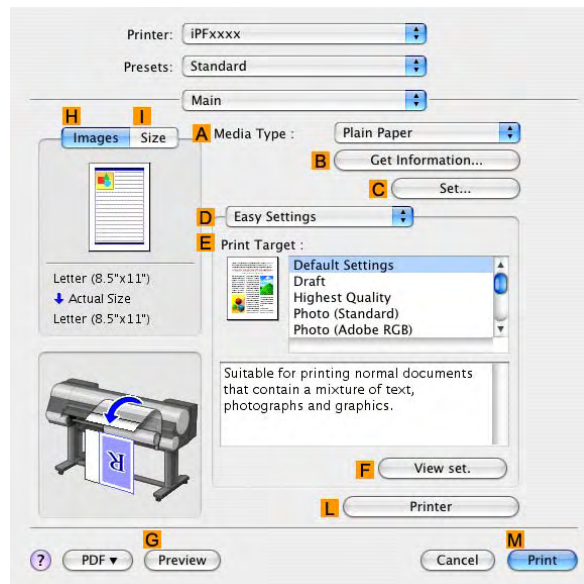 Printer: iPFxxxx
Presets: Standard
Main
H I
Images Size
A Media Type : Plain Paper
B Get Information...
C Set...
D Easy Settings
E Print Target :
Default Settings
Draft
Highest Quality
Photo (Standard)
Photo (Adobe RGB)
Letter (8.5"x11")
Actual Size
Letter (8.5"x11")
Suitable for printing normal documents
that contain a mixture of text,
photographs and graphics.
R
F View set.
L Printer
G M
? PDF▼ Preview Cancel Print